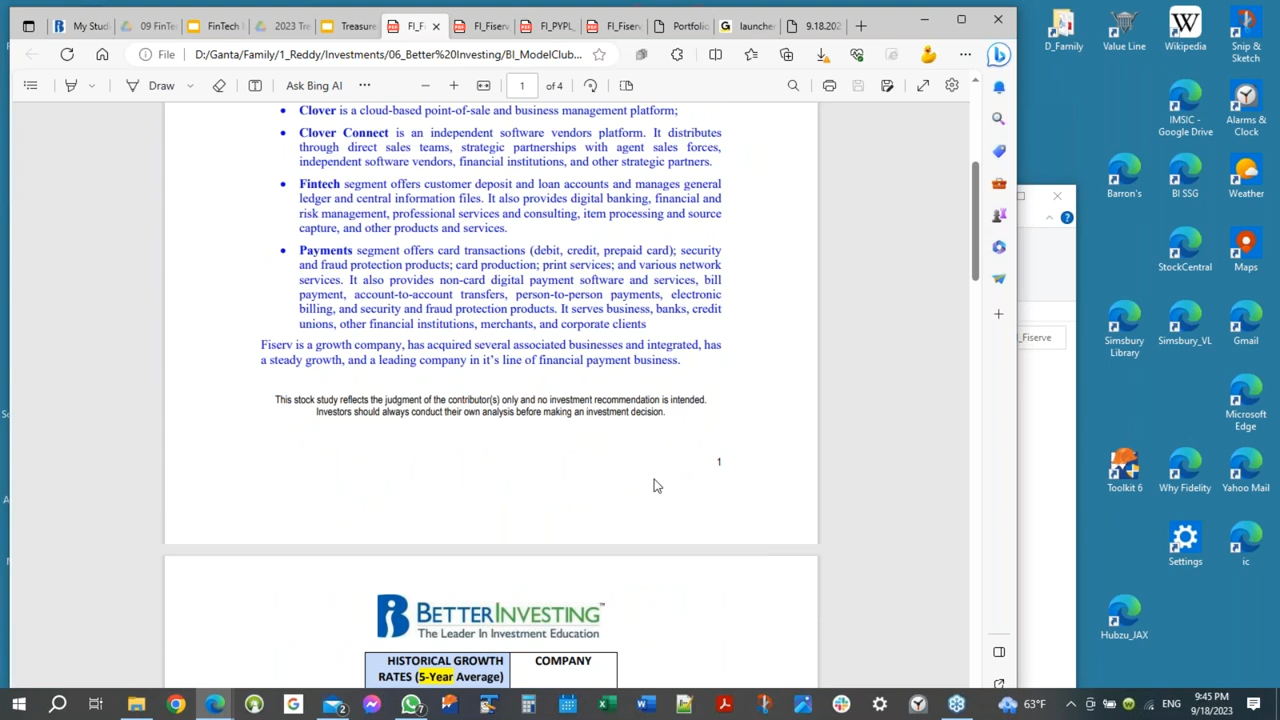 My Studi
09 FinTe
FinTech I
2023 Trea
Treasure
FI_Fi
FI_Fiserv
FI_PYPL_
FI_Fiserv
Portfolio
launcher
9.18.202
File
D:/Ganta/Family/1_Reddy/Investments/06_Better%20Investing/BI_ModelClub...
Draw
Ask Bing AI
1
of 4
• Clover is a cloud-based point-of-sale and business management platform;
• Clover Connect is an independent software vendors platform. It distributes
through direct sales teams, strategic partnerships with agent sales forces,
independent software vendors, financial institutions, and other strategic partners.
• Fintech segment offers customer deposit and loan accounts and manages general
ledger and central information files. It also provides digital banking, financial and
risk management, professional services and consulting, item processing and source
capture, and other products and services.
• Payments segment offers card transactions (debit, credit, prepaid card); security
and fraud protection products; card production; print services; and various network
services. It also provides non-card digital payment software and services, bill
payment, account-to-account transfers, person-to-person payments, electronic
billing, and security and fraud protection products. It serves business, banks, credit
unions, other financial institutions, merchants, and corporate clients
Fiserv is a growth company, has acquired several associated businesses and integrated, has
a steady growth, and a leading company in it's line of financial payment business.
This stock study reflects the judgment of the contributor(s) only and no investment recommendation is intended.
Investors should always conduct their own analysis before making an investment decision.
1
BETTERINVESTING™
The Leader In Investment Education
HISTORICAL GROWTH
RATES (5-Year Average)
COMPANY
_Fiserve
D_Family
Value Line
Wikipedia
Snip &
Sketch
IMSIC -
Google Drive
Alarms &
Clock
Barron's
BI SSG
Weather
StockCentral
Maps
Simsbury
Library
Simsbury_VL
Gmail
Microsoft
Edge
Toolkit 6
Why Fidelity
Yahoo Mail
Settings
ic
Hubzu_JAX
2
7
63°F
ENG
9:45 PM
9/18/2023